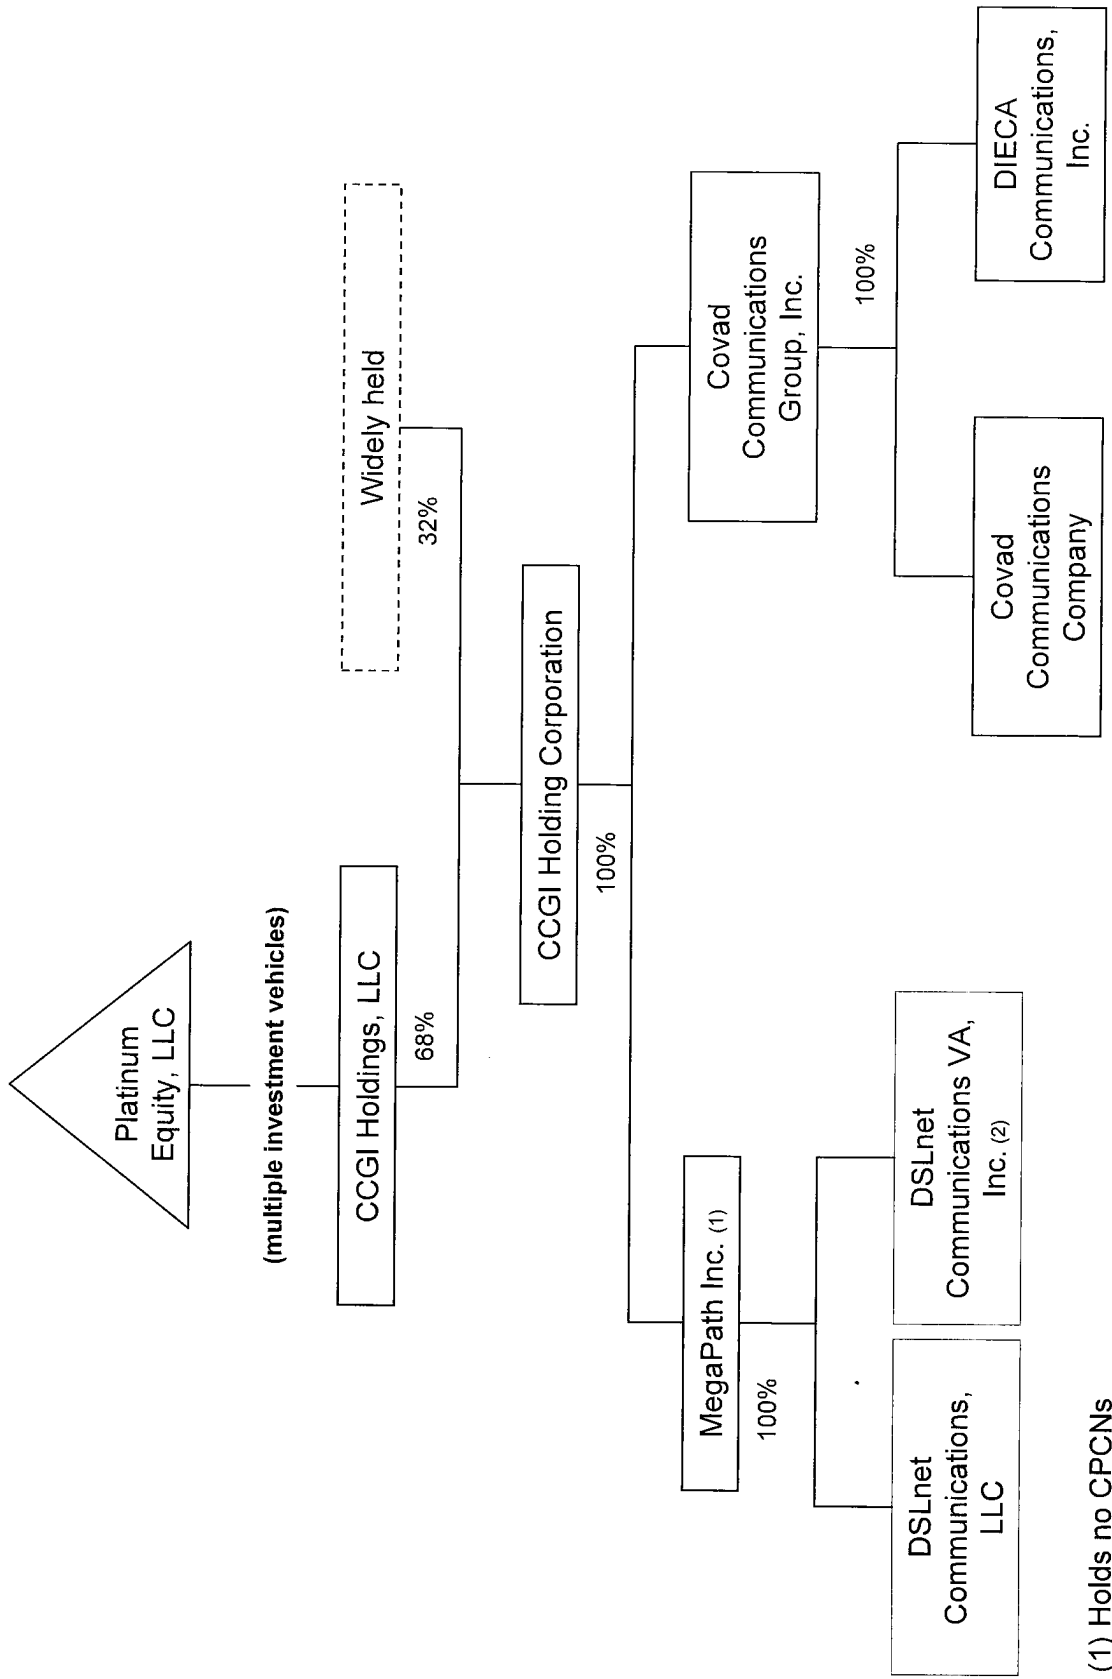 Platinum
Equity, LLC
(multiple investment vehicles)
CCGI Holdings, LLC
68%
Widely held
32%
CCGI Holding Corporation
100%
MegaPath Inc. (1)
100%
Covad
Communications
Group, Inc.
100%
DSLnet
Communications,
LLC
DSLnet
Communications VA,
Inc. (2)
Covad
Communications
Company
DIECA
Communications,
Inc.
(1) Holds no CPCNs